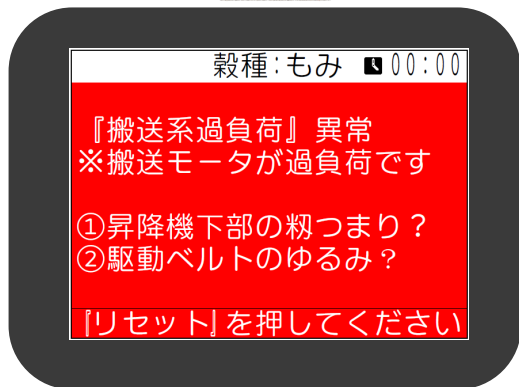 穀種:もみ 00:00
『搬送系過負荷』異常
※搬送モータが過負荷です
①昇降機下部の籾つまり?
②駆動ベルトのゆるみ?
『リセット』を押してください